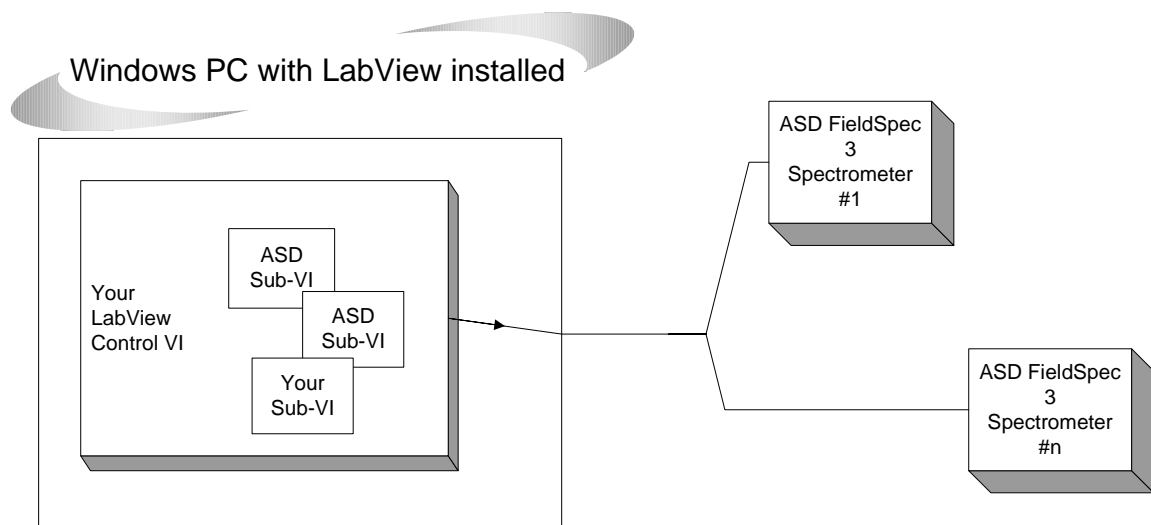 Windows PC with LabView installed
ASD FieldSpec
3
Spectrometer
#1
ASD
Sub-VI
Your
LabView
Control VI
ASD
Sub-VI
Your
Sub-VI
ASD FieldSpec
3
Spectrometer
#n